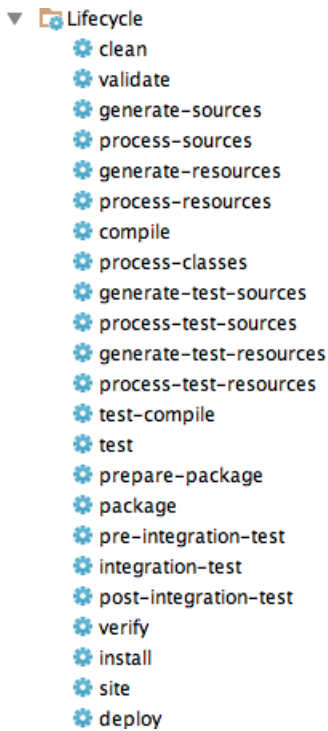 Lifecycle
clean
validate
generate-sources
process-sources
generate-resources
process-resources
compile
process-classes
generate-test-sources
process-test-sources
generate-test-resources
process-test-resources
test-compile
test
prepare-package
package
pre-integration-test
integration-test
post-integration-test
verify
install
site
deploy